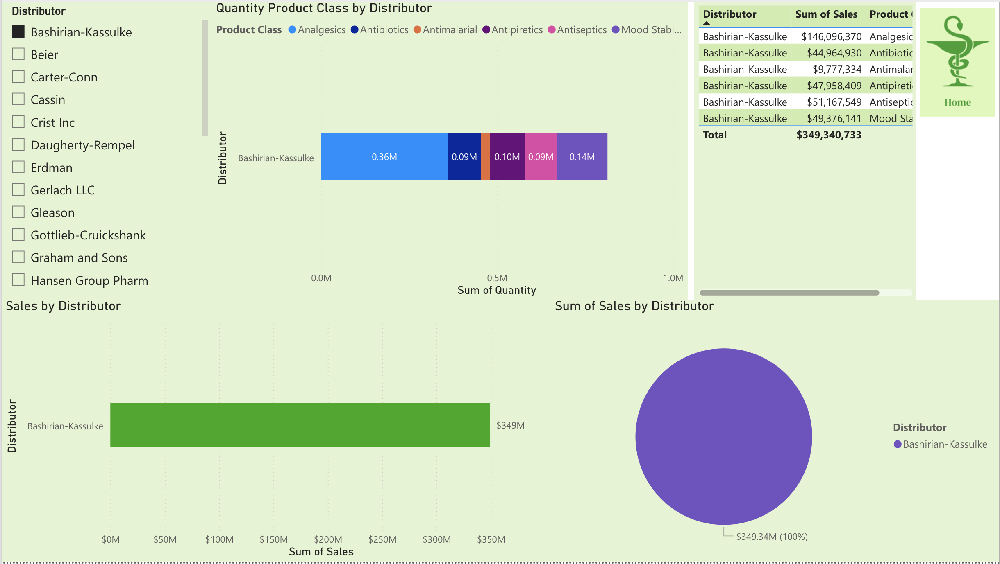 Distributor
Bashirian-Kassulke
Beier
Carter-Conn
Cassin
Crist Inc
Daugherty-Rempel
Erdman
Gerlach LLC
Gleason
Gottlieb-Cruickshank
Graham and Sons
Hansen Group Pharm
Quantity Product Class by Distributor
Product Class Analgesics Antibiotics Antimalarial Antipiretics Antiseptics Mood Stabi...
Distributor
Bashirian-Kassulke
0.36M 0.09M 0.10M 0.09M 0.14M
0.0M 0.5M 1.0M
Sum of Quantity
Distributor Sum of Sales Product
Bashirian-Kassulke $146,096,370 Analgesic
Bashirian-Kassulke $44,964,930 Antibiotic
Bashirian-Kassulke $9,777,334 Antimalar
Bashirian-Kassulke $47,958,409 Antipireti
Bashirian-Kassulke $51,167,549 Antiseptic
Bashirian-Kassulke $49,376,141 Mood Sta
Total $349,340,733
Home
Sales by Distributor
Distributor
Bashirian-Kassulke
$349M
$0M $50M $100M $150M $200M $250M $300M $350M
Sum of Sales
Sum of Sales by Distributor
$349.34M (100%)
Distributor
Bashirian-Kassulke